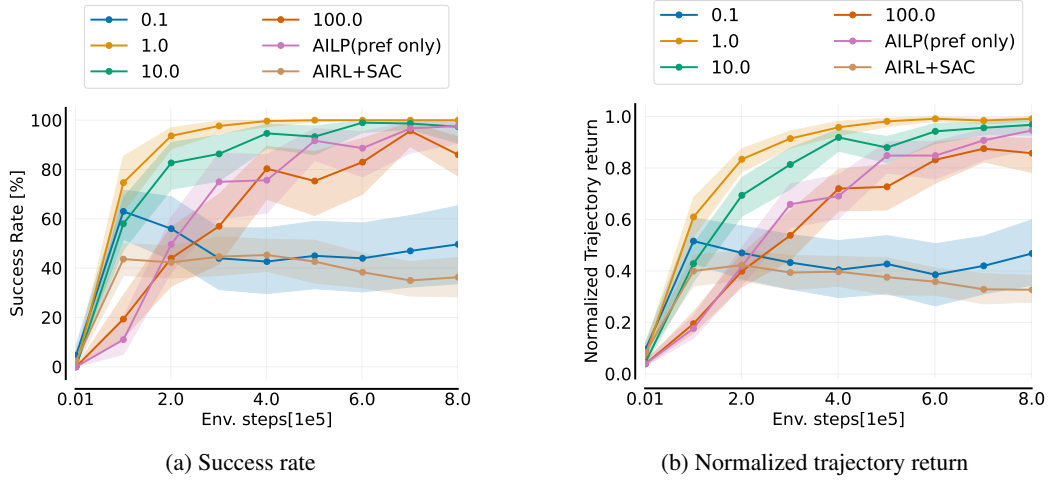 0.1
1.0
10.0
100.0
AILP(pref only)
AIRL+SAC
100
80
60
40
20
0
Success Rate [%]
0.01 2.0 4.0 6.0 8.0
Env. steps[1e5]
(a) Success rate
0.1
1.0
10.0
100.0
AILP(pref only)
AIRL+SAC
1.0
0.8
0.6
0.4
0.2
0.0
Normalized Trajectory return
0.01 2.0 4.0 6.0 8.0
Env. steps[1e5]
(b) Normalized trajectory return